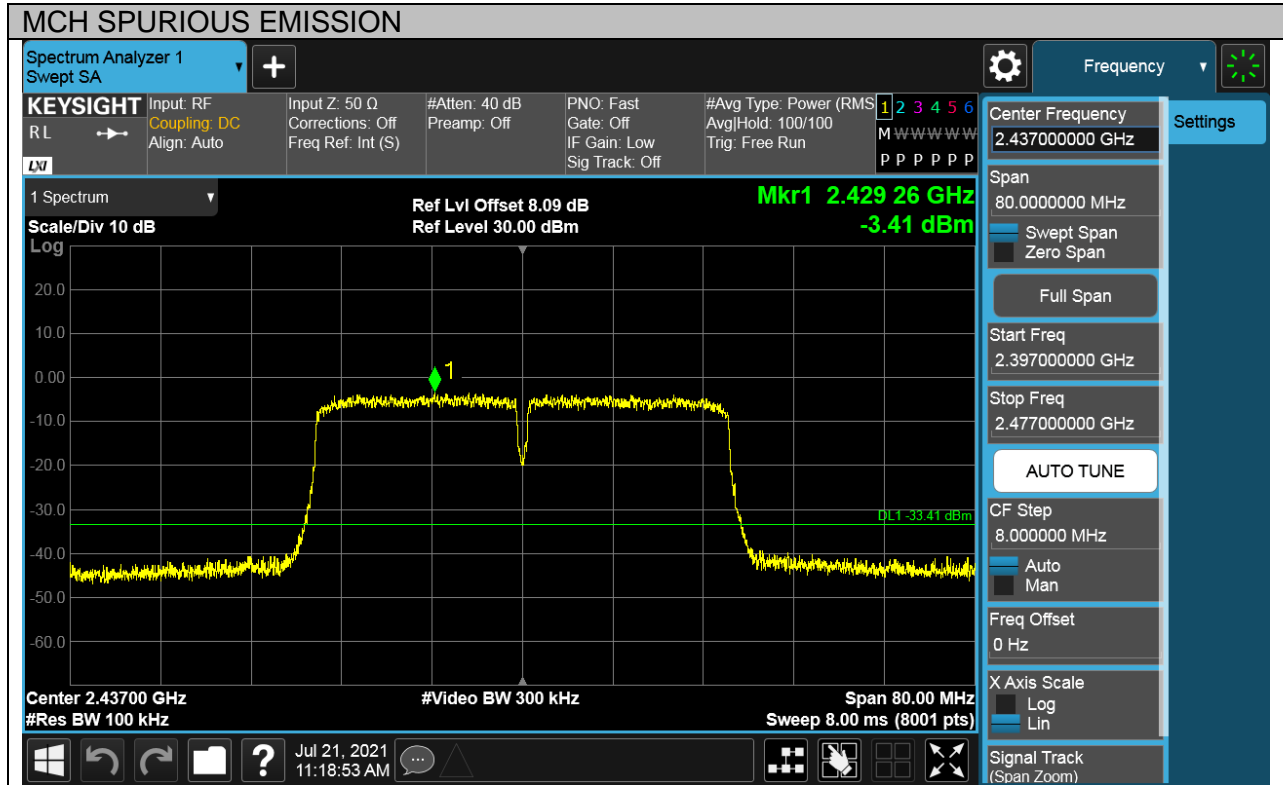 MCH SPURIOUS EMISSION
Spectrum Analyzer 1
Swept SA
Frequency
KEYSIGHT
RL
LXI
Input: RF
Coupling: DC
Align: Auto
Input Z: 50 Ω
Corrections: Off
Freq Ref: Int (S)
#Atten: 40 dB
Preamp: Off
PNO: Fast
Gate: Off
IF Gain: Low
Sig Track: Off
#Avg Type: Power (RMS
Avg|Hold: 100/100
Trig: Free Run
1 2 3 4 5 6
M W W W W W
P P P P P P
1 Spectrum
Scale/Div 10 dB
Ref Lvl Offset 8.09 dB
Ref Level 30.00 dBm
Mkr1 2.429 26 GHz
-3.41 dBm
Log
20.0
10.0
0.00
-10.0
-20.0
-30.0
-40.0
-50.0
-60.0
1
DL1 -33.41 dBm
Center 2.43700 GHz
#Res BW 100 kHz
#Video BW 300 kHz
Span 80.00 MHz
Sweep 8.00 ms (8001 pts)
?
Jul 21, 2021
11:18:53 AM
Center Frequency
2.437000000 GHz
Settings
Span
80.0000000 MHz
Swept Span
Zero Span
Full Span
Start Freq
2.397000000 GHz
Stop Freq
2.477000000 GHz
AUTO TUNE
CF Step
8.000000 MHz
Auto
Man
Freq Offset
0 Hz
X Axis Scale
Log
Lin
Signal Track
(Span Zoom)